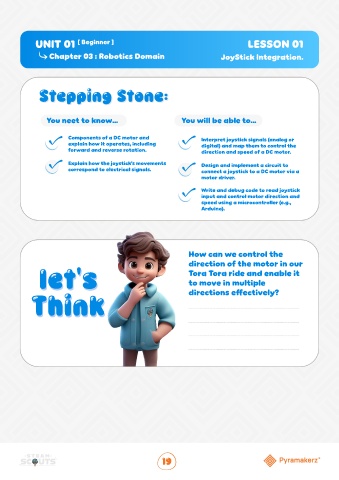 UNIT 01 [ Beginner ]
LESSON 01
Chapter 03 : Robotics Domain
JoyStick Integration.
Stepping Stone:
You neet to know...
You will be able to...
Components of a DC motor and
explain how it operates, including
forward and reverse rotation.
Explain how the joystick's movements
correspond to electrical signals.
Interpret joystick signals (analog or
digital) and map them to control the
direction and speed of a DC motor.
Design and implement a circuit to
connect a joystick to a DC motor via a
motor driver.
Write and debug code to read joystick
input and control motor direction and
speed using a microcontroller (e.g.,
Arduino).
let's
Think
How can we control the
direction of the motor in our
Tora Tora ride and enable it
to move in multiple
directions effectively?
SCOUTS
19
Pyramakerz